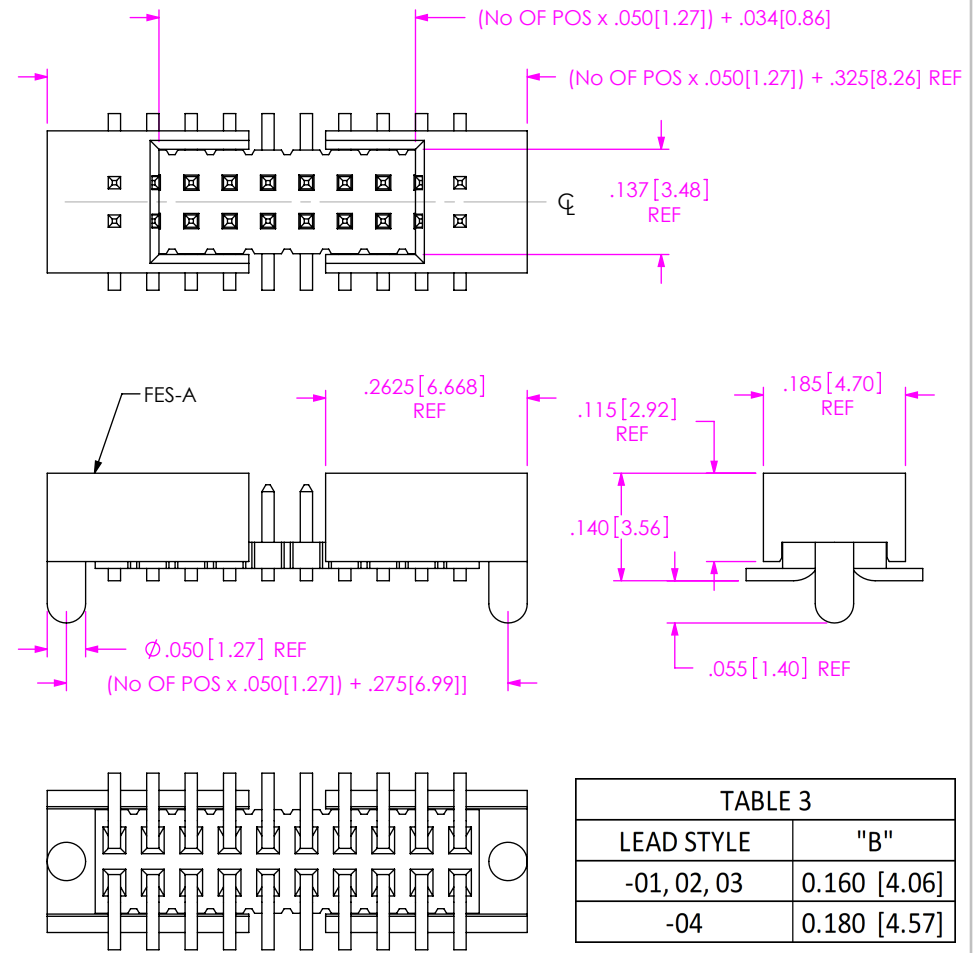 (No OF POS x .050[1.27]) + .034[0.86]
(No OF POS x .050[1.27]) + .325[8.26] REF
.137[3.48]
REF
℄
FES-A
.2625[6.668]
REF
.185[4.70]
REF
.115[2.92]
REF
.140[3.56]
Ø.050[1.27] REF
.055[1.40] REF
(No OF POS x .050[1.27]) + .275[6.99]]
TABLE 3
LEAD STYLE "B"
-01, 02, 03 0.160 [4.06]
-04 0.180 [4.57]